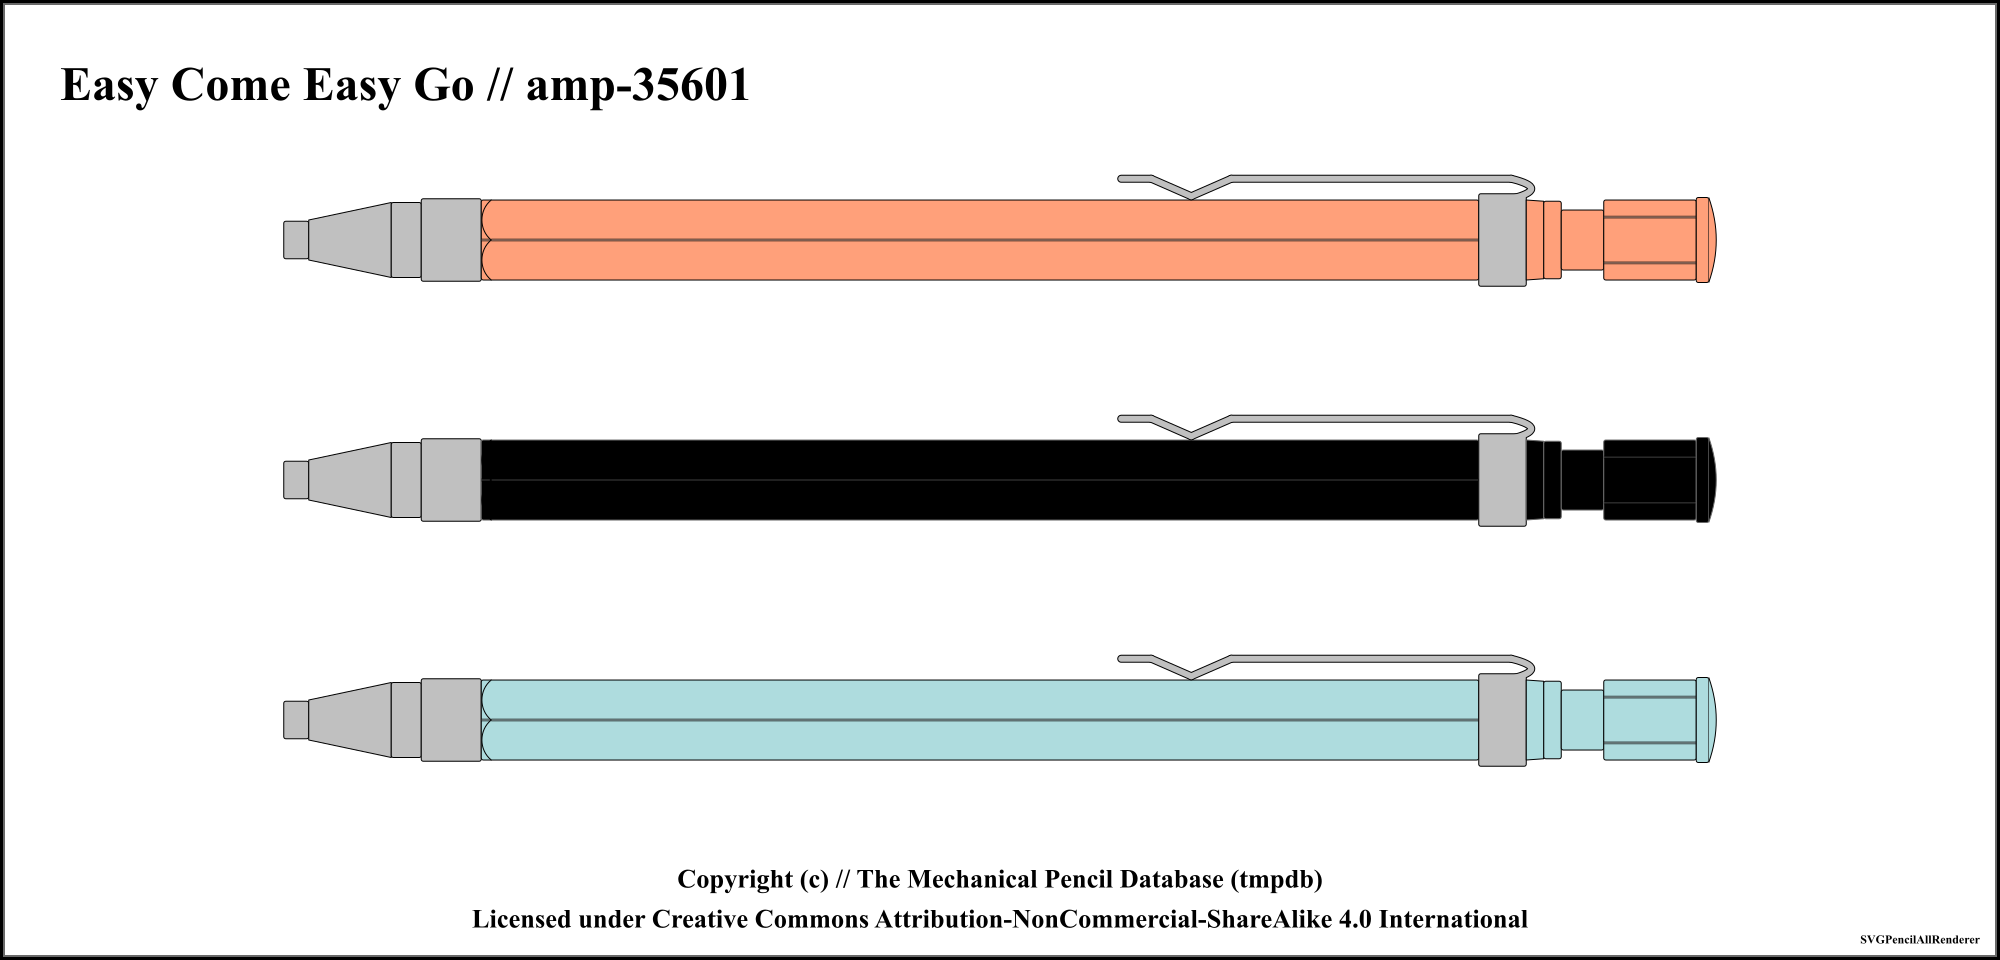 Easy Come Easy Go // amp-35601
Copyright (c) // The Mechanical Pencil Database (tmpdb)
Licensed under Creative Commons Attribution-NonCommercial-ShareAlike 4.0 International
SVGPencilAllRenderer